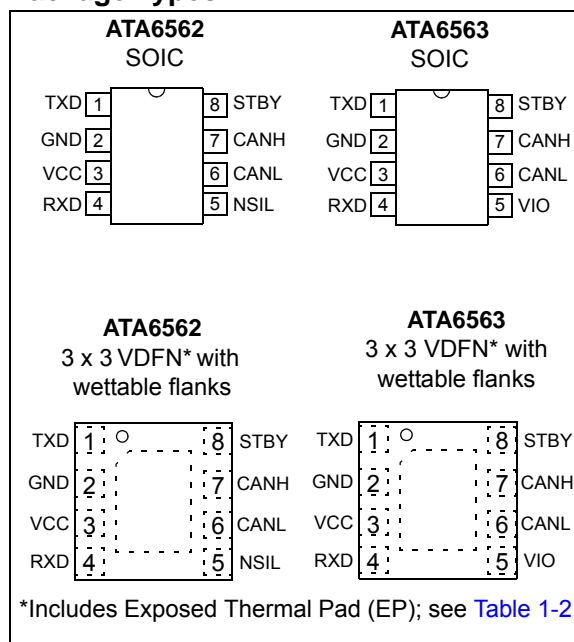 ATA6562 ATA6563
SOIC SOIC
TXD 1 8 STBY TXD 1 8 STBY
GND 2 7 CANH GND 2 7 CANH
VCC 3 6 CANL VCC 3 6 CANL
RXD 4 5 NSIL RXD 4 5 VIO
ATA6562 ATA6563
3 x 3 VDFN* with 3 x 3 VDFN* with
wettable flanks wettable flanks
TXD 1 8 STBY TXD 1 8 STBY
GND 2 7 CANH GND 2 7 CANH
VCC 3 6 CANL VCC 3 6 CANL
RXD 4 5 NSIL RXD 4 5 VIO
*Includes Exposed Thermal Pad (EP); see Table 1-2